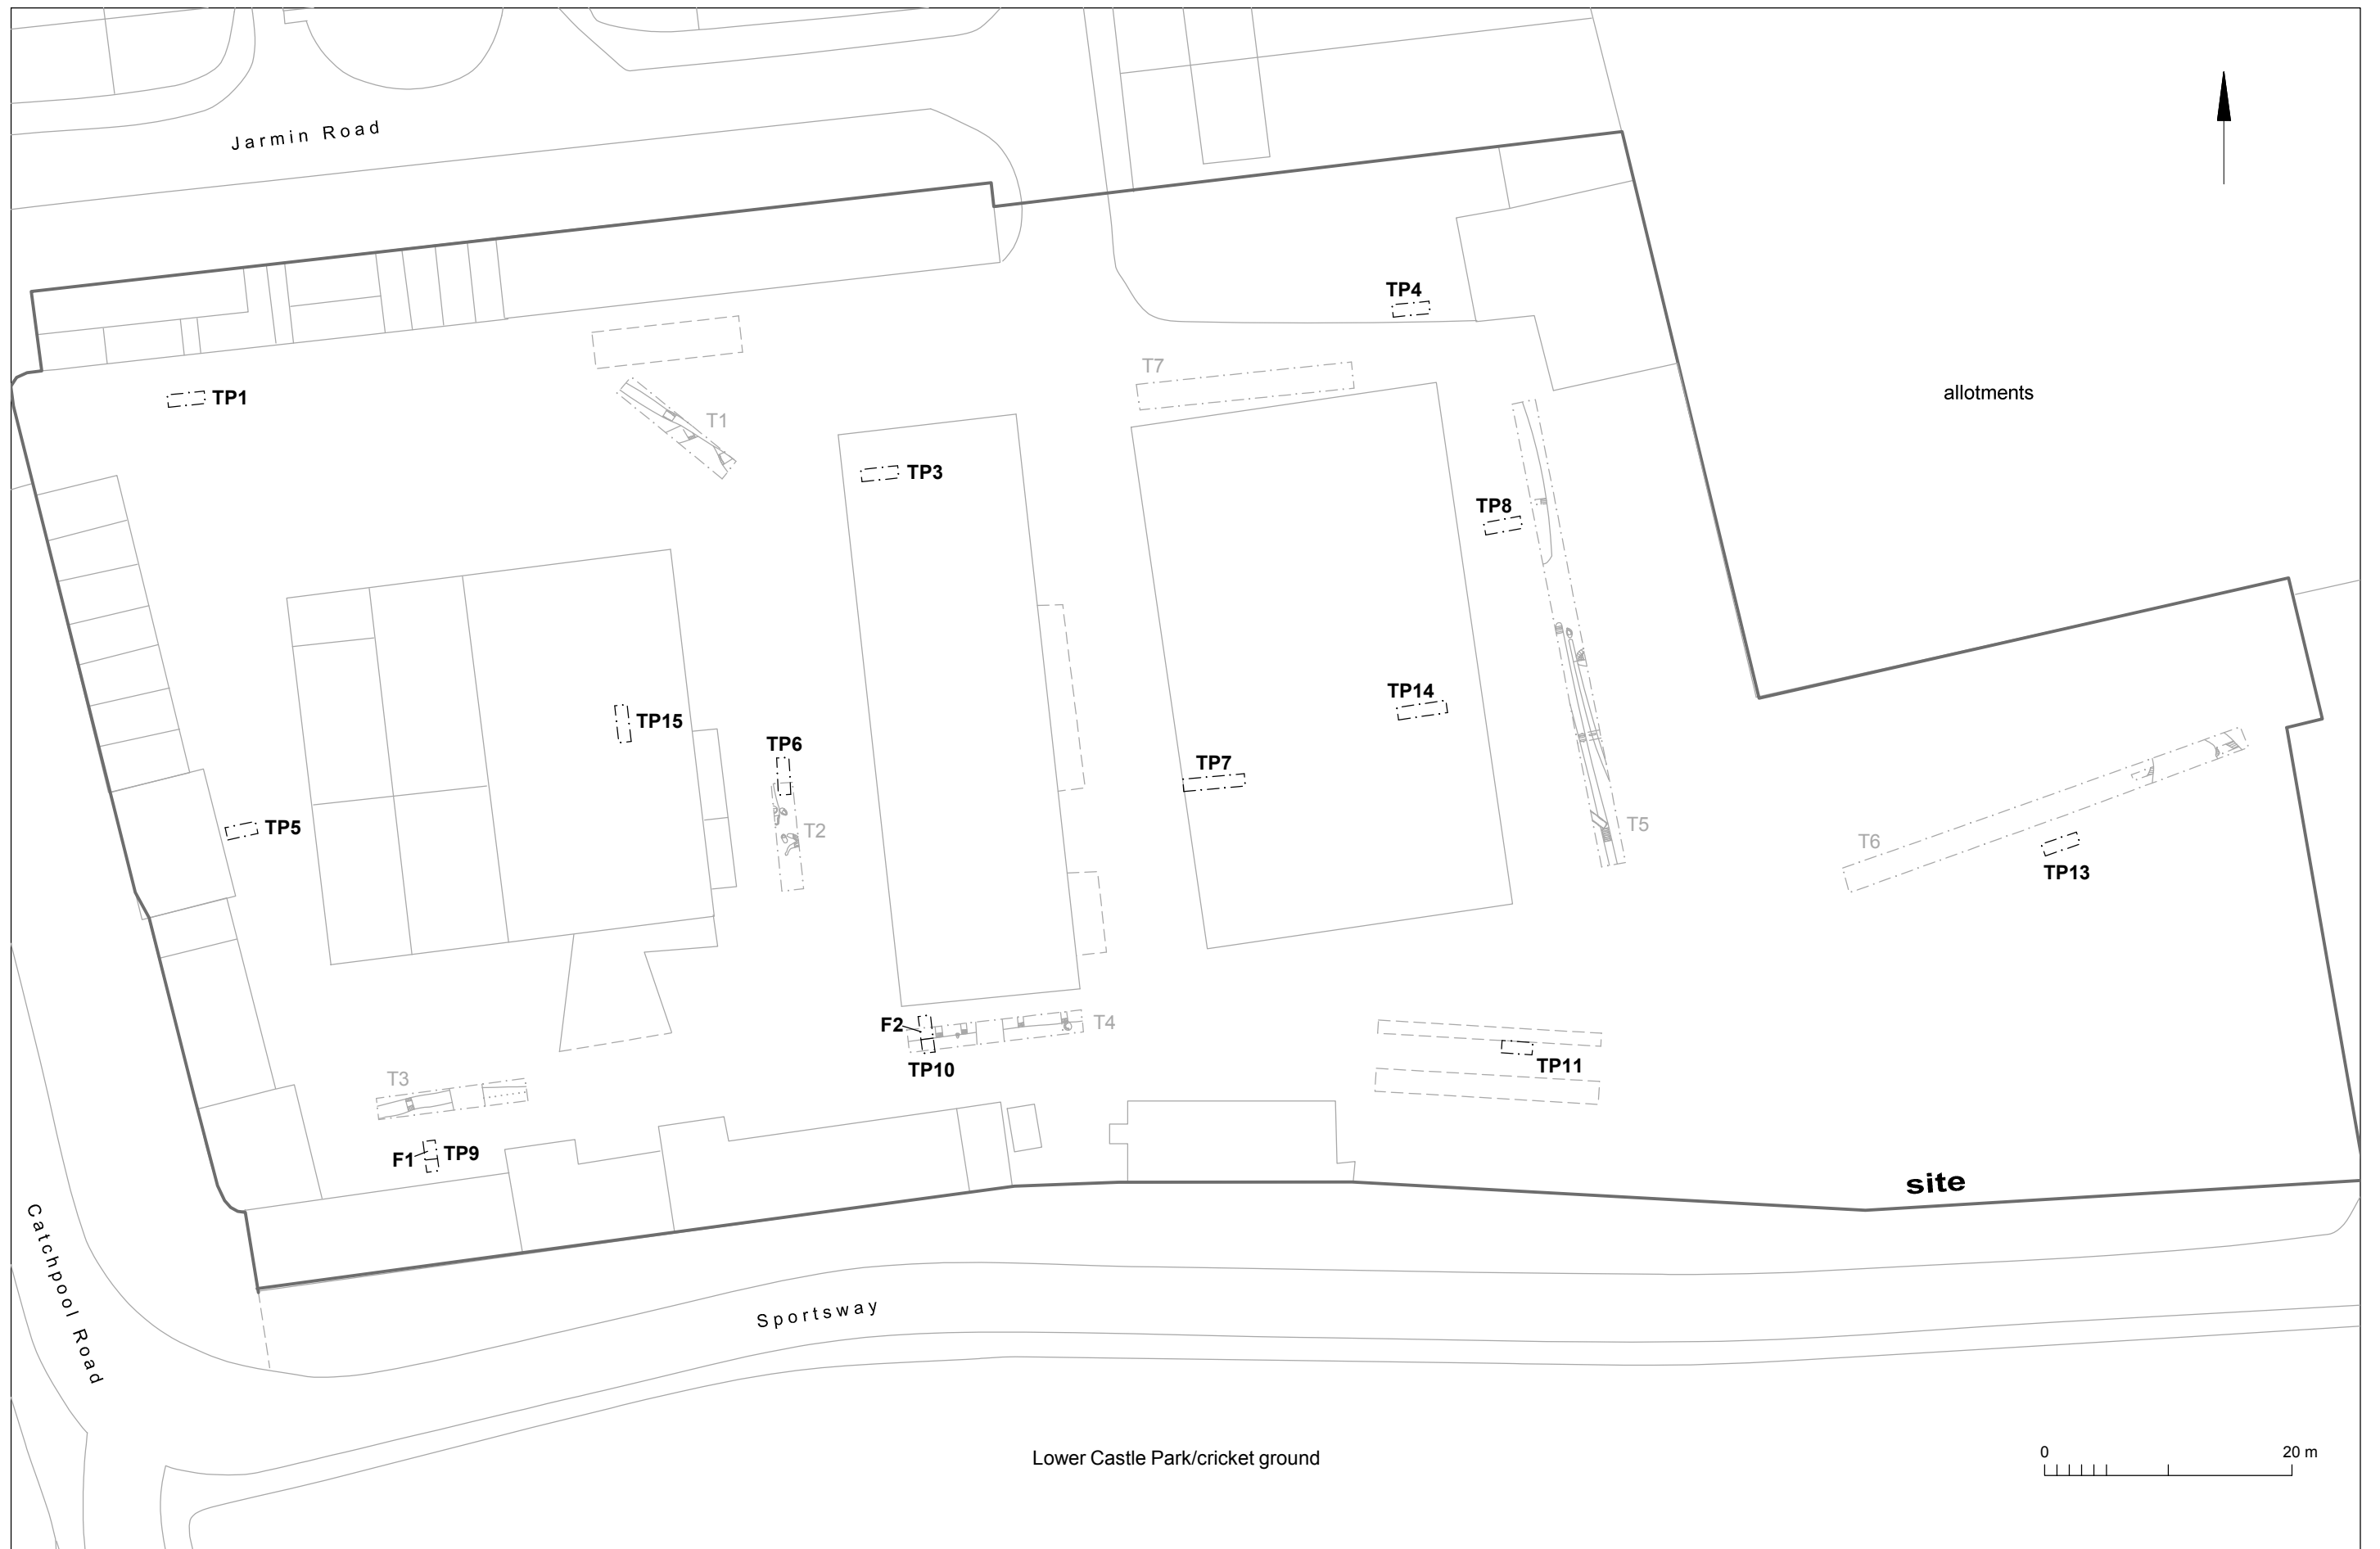 Jarmin Road
TP4
T7
TP1
allotments
T1
TP3
TP8
TP14
TP15
TP6
TP7
TP5
T2
T5
T6
TP13
F2
T4
TP10
TP11
T3
F1
TP9
site
Catchpool Road
Sportsway
Lower Castle Park/cricket ground
0
20 m